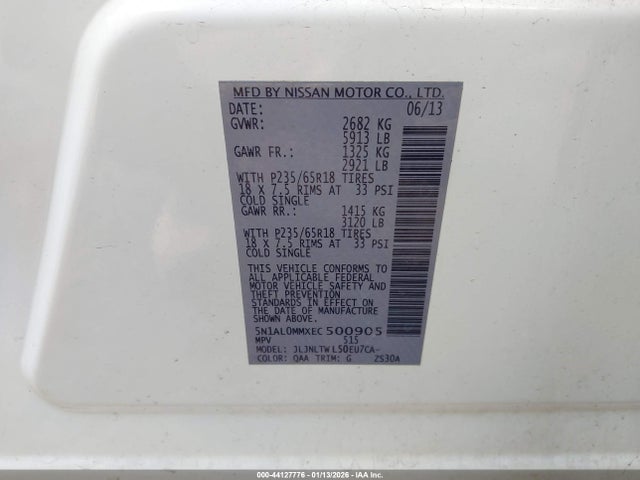 MFD BY NISSAN MOTOR CO., LTD.
DATE: 06/13
GVWR: 2682 KG
5913 LB
GAWR FR.: 1325 KG
2921 LB
WITH P235/65R18 TIRES
18 X 7.5 RIMS AT 33 PSI
COLD SINGLE
GAWR RR.: 1415 KG
3120 LB
WITH P235/65R18 TIRES
18 X 7.5 RIMS AT 33 PSI
COLD SINGLE
THIS VEHICLE CONFORMS TO
ALL APPLICABLE FEDERAL
MOTOR VEHICLE SAFETY AND
THEFT PREVENTION
STANDARDS IN EFFECT ON
THE DATE OF MANUFACTURE
SHOWN ABOVE.
5N1AL0MMXEC500905
MPV 515
MODEL: JL3NLTWL50EU7CA-
COLOR: QAA TRIM: G 2S30A
000-44127776 - 01/13/2026 - IAA Inc.